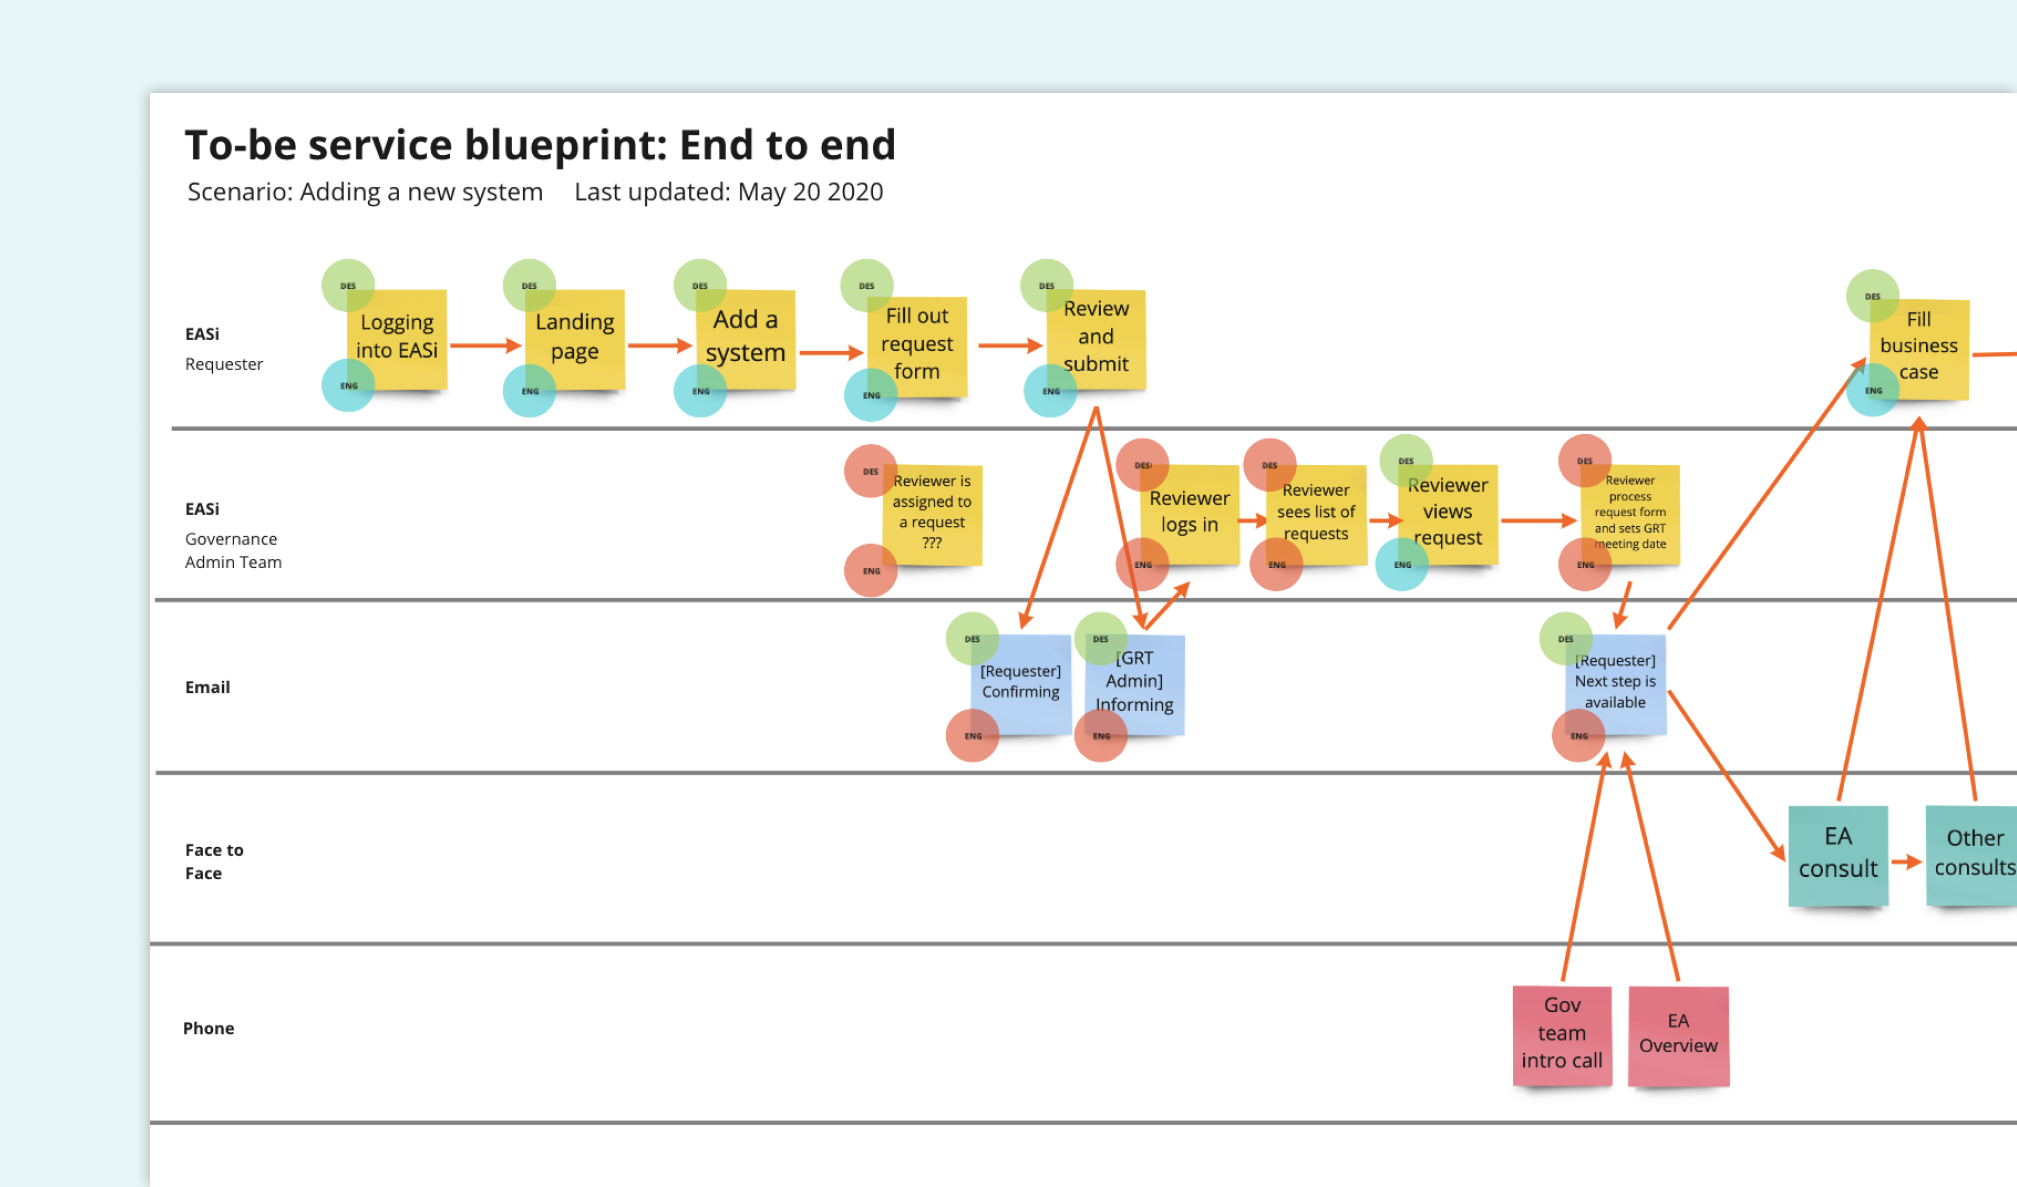 To-be service blueprint: End to end
Scenario: Adding a new system Last updated: May 20 2020
EASi
Requester
DES
Logging
into EASi
ENG
DES
Landing
page
ENG
DES
Add a
system
ENG
DES
Fill out
request
form
ENG
DES
Review
and
submit
ENG
DES
Fill
business
case
ENG
EASi
Governance
Admin Team
DES
Reviewer is
assigned to
a request
???
ENG
DES
Reviewer
logs in
ENG
DES
Reviewer
sees list of
requests
ENG
DES
Reviewer
views
request
ENG
DES
Reviewer
process
request form
and sets GRT
meeting date
ENG
Email
DES
[Requester]
Confirming
ENG
DES
[GRT
Admin]
Informing
ENG
DES
[Requester]
Next step is
available
ENG
Face to
Face
EA
consult
Other
consults
Phone
Gov
team
intro call
EA
Overview